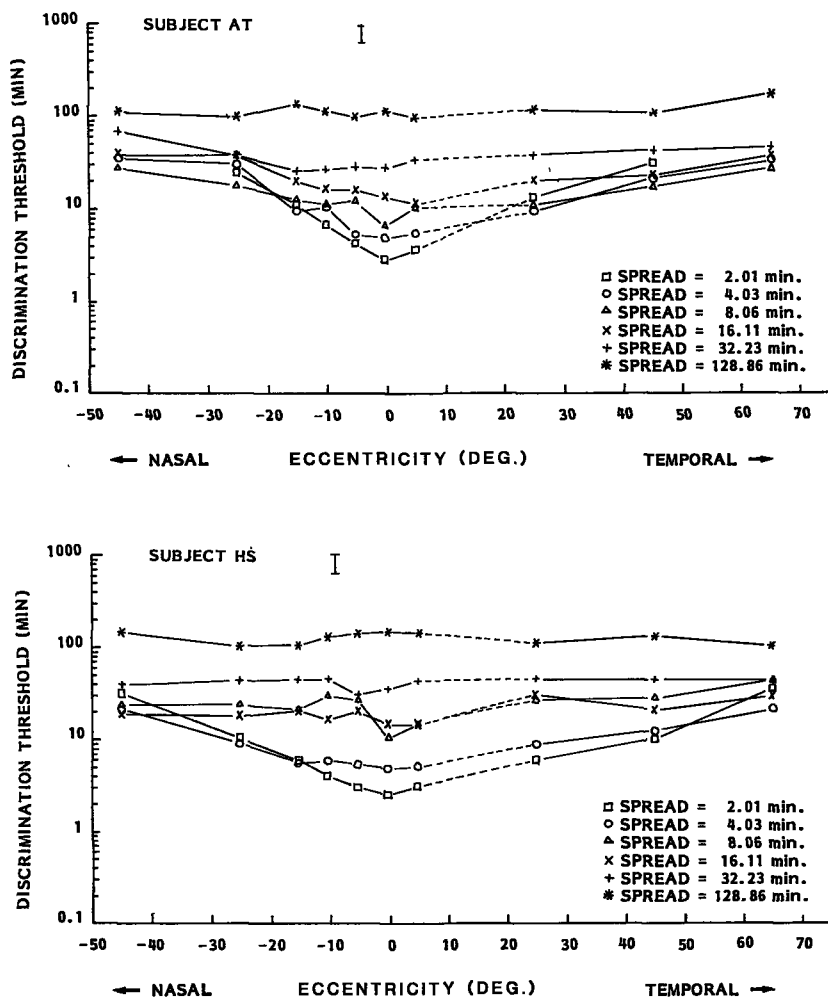 SUBJECT AT
DISCRIMINATION THRESHOLD (MIN)
1000
100
10
1
0.1
□ SPREAD = 2.01 min.
○ SPREAD = 4.03 min.
△ SPREAD = 8.06 min.
× SPREAD = 16.11 min.
+ SPREAD = 32.23 min.
* SPREAD = 128.86 min.
-50 -40 -30 -20 -10 0 10 20 30 40 50 60 70
← NASAL ECCENTRICITY (DEG.) TEMPORAL →
SUBJECT HS
DISCRIMINATION THRESHOLD (MIN)
1000
100
10
1
0.1
□ SPREAD = 2.01 min.
○ SPREAD = 4.03 min.
△ SPREAD = 8.06 min.
× SPREAD = 16.11 min.
+ SPREAD = 32.23 min.
* SPREAD = 128.86 min.
-50 -40 -30 -20 -10 0 10 20 30 40 50 60 70
← NASAL ECCENTRICITY (DEG.) TEMPORAL →